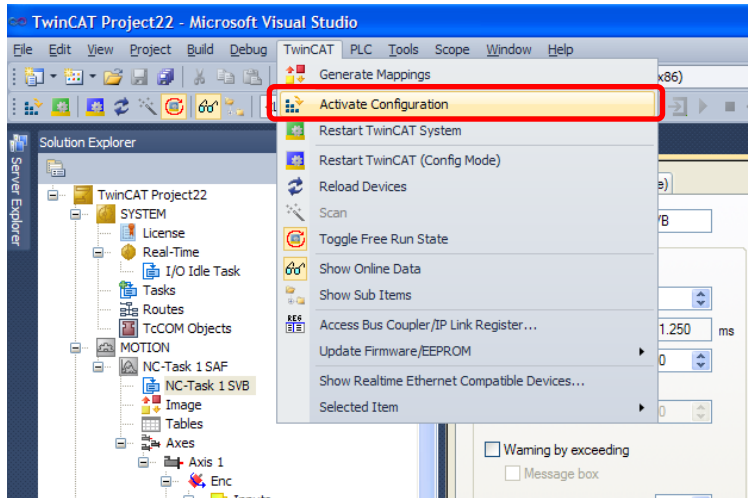 TwinCAT Project22 - Microsoft Visual Studio
File Edit View Project Build Debug TwinCAT PLC Tools Scope Window Help
Generate Mappings
x86)
Activate Configuration
Restart TwinCAT System
Solution Explorer
Restart TwinCAT (Config Mode)
Server Explorer
Reload Devices
e)
TwinCAT Project22
SYSTEM
Scan
/B
License
Toggle Free Run State
Real-Time
I/O Idle Task
Show Online Data
Tasks
Show Sub Items
Routes
REG
Access Bus Coupler/IP Link Register...
1.250 ms
TcCOM Objects
MOTION
Update Firmware/EEPROM
0
NC-Task 1 SAF
NC-Task 1 SVB
Show Realtime Ethernet Compatible Devices...
Image
Selected Item
0
Tables
Axes
Warning by exceeding
Axis 1
Message box
Enc